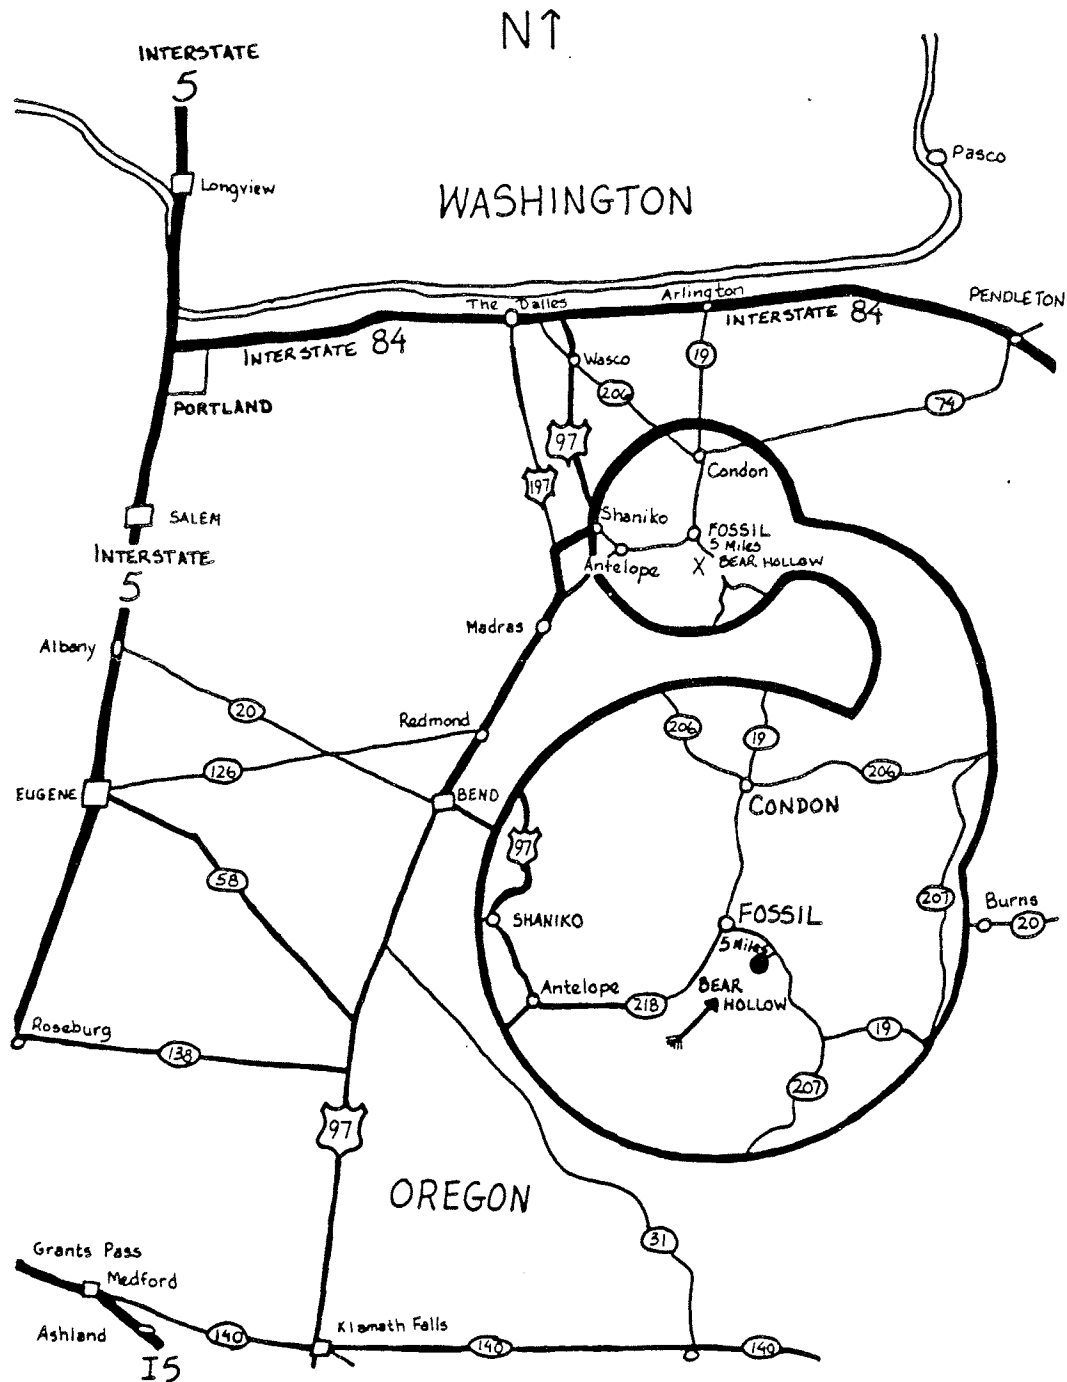 N↑
INTERSTATE
5
Longview
Pasco
WASHINGTON
The Dalles
Arlington
INTERSTATE 84
PENDLETON
INTERSTATE 84
Wasco
19
206
74
PORTLAND
97
Condon
197
SALEM
Shaniko
FOSSIL
5 Miles
X BEAR HOLLOW
Antelope
INTERSTATE
5
Albany
Madras
20
Redmond
206
19
126
206
EUGENE
BEND
CONDON
97
58
207
Burns
20
SHANIKO
FOSSIL
5 Miles
Antelope
BEAR
HOLLOW
218
Roseburg
19
138
207
97
OREGON
31
Grants Pass
Medford
Ashland
140
Klamath Falls
140
140
I5